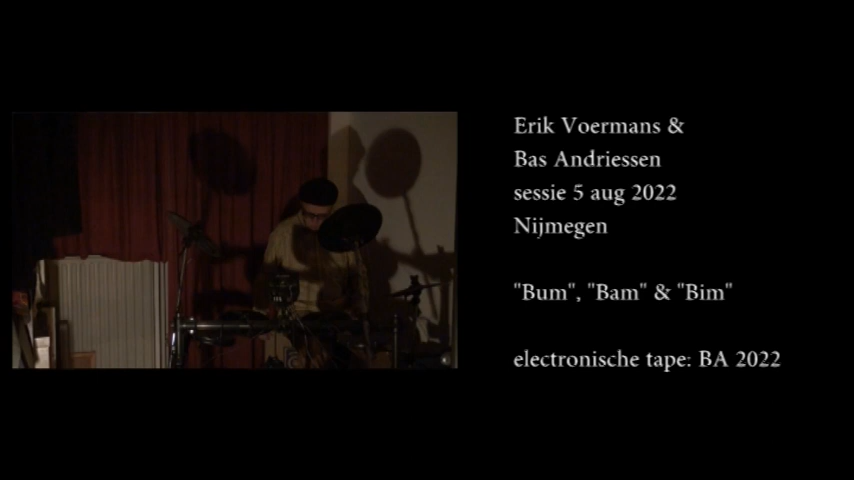 Erik Voermans &
Bas Andriessen
sessie 5 aug 2022
Nijmegen
"Bum", "Bam" & "Bim"
electronische tape: BA 2022